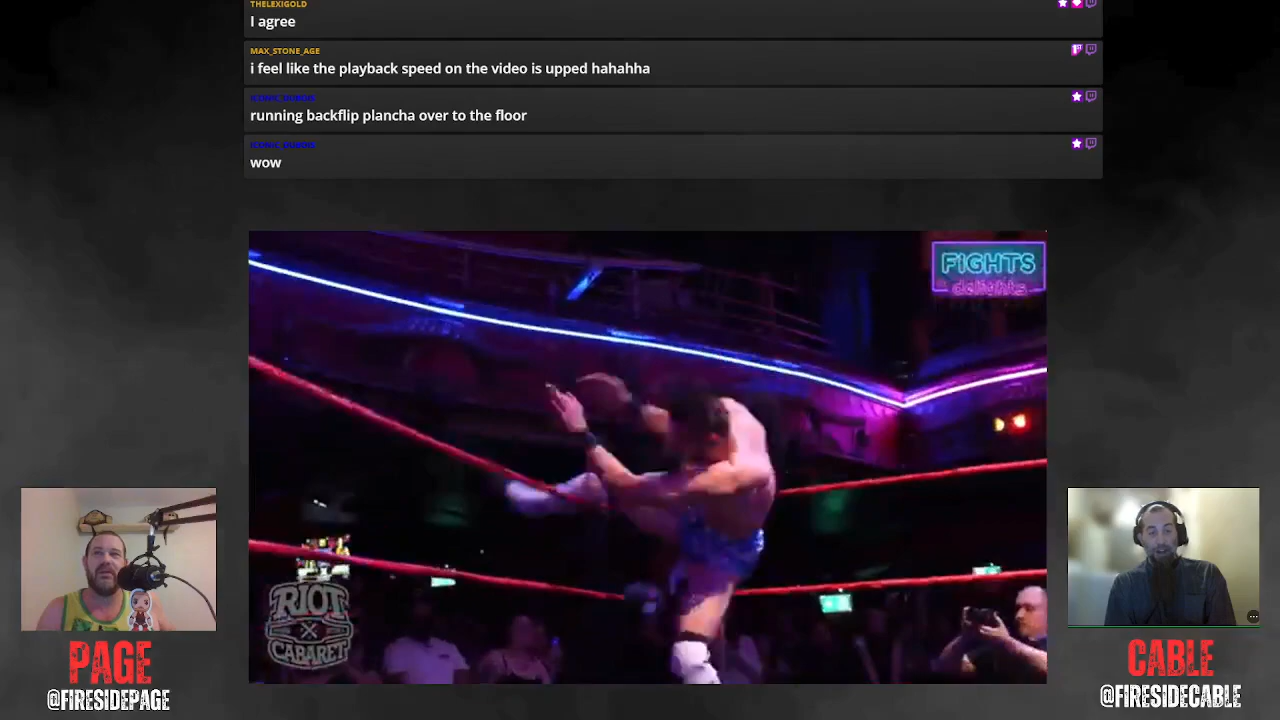 THELEXIGOLD
I agree
MAX_STONE_AGE
i feel like the playback speed on the video is upped hahahha
running backflip plancha over to the floor
wow
FiGHTS
delights
RIOT
CABARET
PAGE
@FIRESIDEPAGE
CABLE
@FIRESIDECABLE